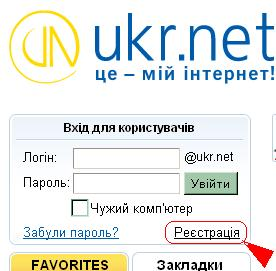 ukr.net
це – мій інтернет!
Вхід для користувачів
Логін: @ukr.net
Пароль: Увійти
Чужий комп'ютер
Забули пароль? Реєстрація
FAVORITES Закладки